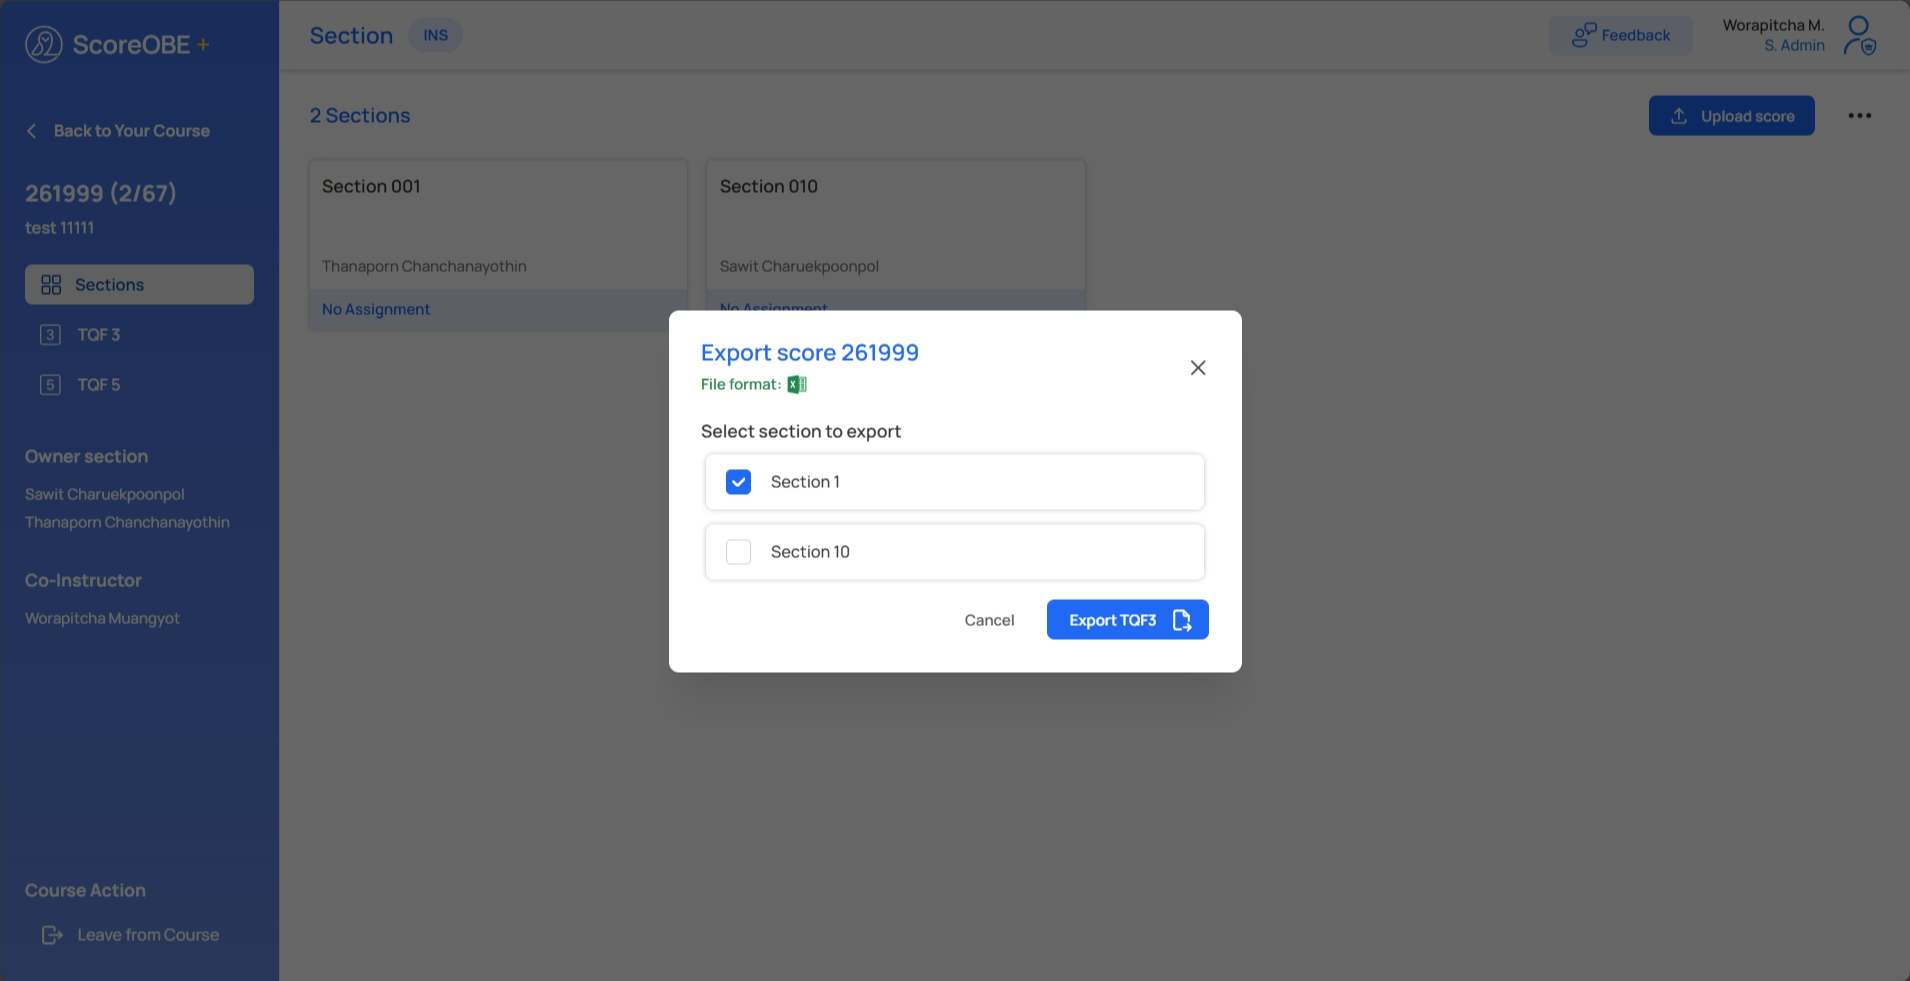 ScoreOBE +
Back to Your Course
261999 (2/67)
test 11111
Sections
3 TQF 3
5 TQF 5
Owner section
Sawit Charuekpoonpol
Thanaporn Chanchanayothin
Co-Instructor
Worapitcha Muangyot
Course Action
Leave from Course
Section INS
Feedback
Worapitcha M.
S. Admin
2 Sections
Upload score
Section 001
Thanaporn Chanchanayothin
No Assignment
Section 010
Sawit Charuekpoonpol
No Assignment
Export score 261999
File format: X
Select section to export
Section 1
Section 10
Cancel
Export TQF3